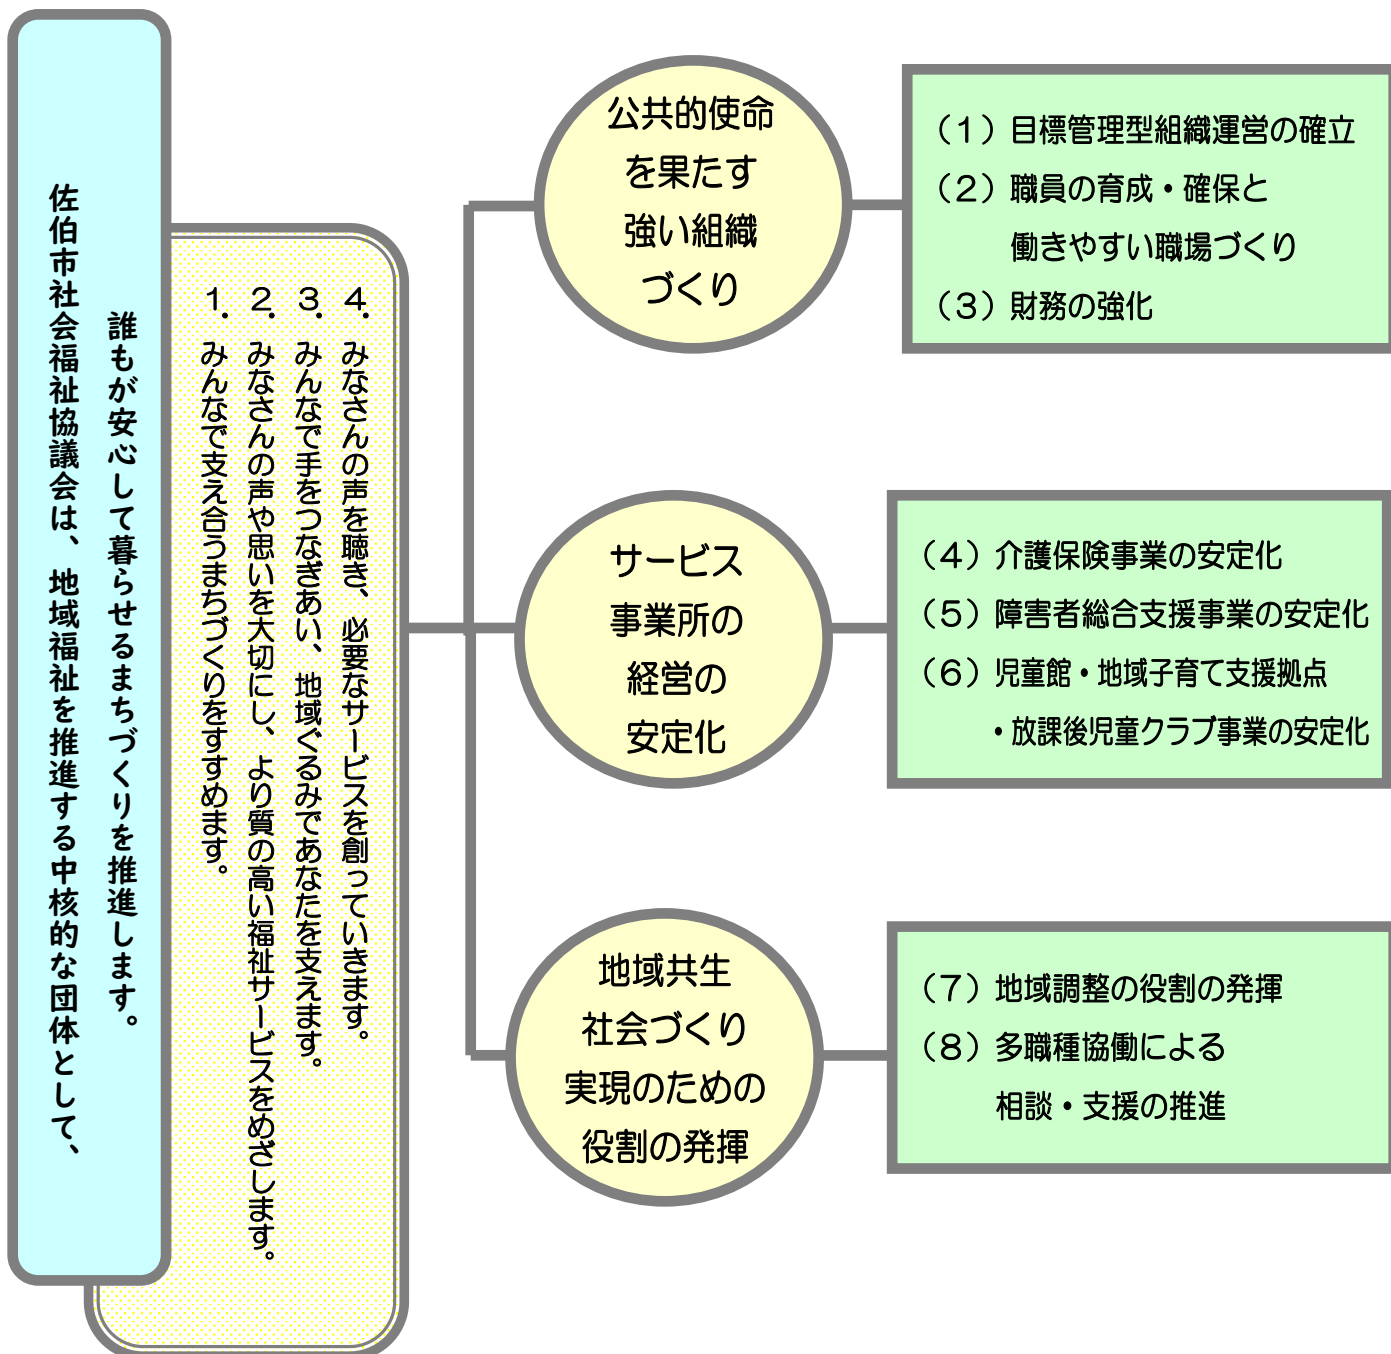 佐伯市社会福祉協議会は、地域福祉を推進する中核的な団体として、
誰もが安心して暮らせるまちづくりを推進します。
１．みんなで支え合うまちづくりをすすめます。
２．みなさんの声や思いを大切にし、より質の高い福祉サービスをめざします。
３．みんなで手をつなぎあい、地域ぐるみであなたを支えます。
４．みなさんの声を聴き、必要なサービスを創っていきます。
公共的使命
を果たす
強い組織
づくり
（１）目標管理型組織運営の確立
（２）職員の育成・確保と
働きやすい職場づくり
（３）財務の強化
サービス
事業所の
経営の
安定化
（４）介護保険事業の安定化
（５）障害者総合支援事業の安定化
（６）児童館・地域子育て支援拠点
・放課後児童クラブ事業の安定化
地域共生
社会づくり
実現のための
役割の発揮
（７）地域調整の役割の発揮
（８）多職種協働による
相談・支援の推進